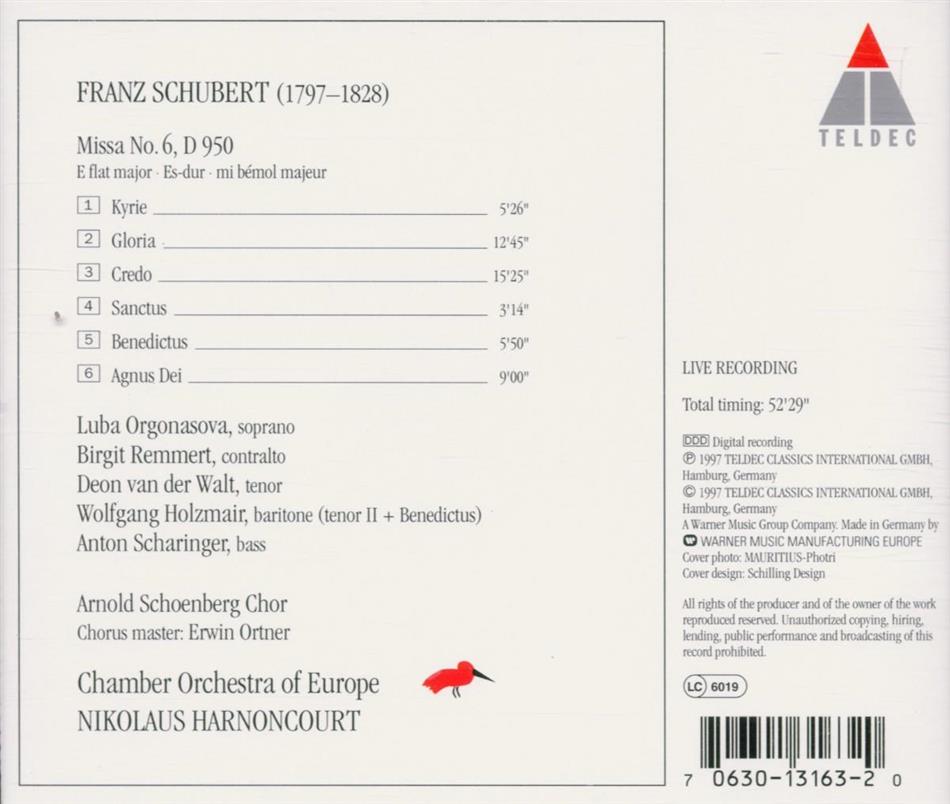 FRANZ SCHUBERT (1797–1828)
Missa No. 6, D 950
E flat major · Es-dur · mi bémol majeur
1 Kyrie 5'26"
2 Gloria 12'45"
3 Credo 15'25"
4 Sanctus 3'14"
5 Benedictus 5'50"
6 Agnus Dei 9'00"
Luba Orgonasova, soprano
Birgit Remmert, contralto
Deon van der Walt, tenor
Wolfgang Holzmair, baritone (tenor II + Benedictus)
Anton Scharinger, bass
Arnold Schoenberg Chor
Chorus master: Erwin Ortner
Chamber Orchestra of Europe
NIKOLAUS HARNONCOURT
TELDEC
LIVE RECORDING
Total timing: 52'29"
DDD Digital recording
℗ 1997 TELDEC CLASSICS INTERNATIONAL GMBH,
Hamburg, Germany
© 1997 TELDEC CLASSICS INTERNATIONAL GMBH,
Hamburg, Germany
A Warner Music Group Company. Made in Germany by
WARNER MUSIC MANUFACTURING EUROPE
Cover photo: MAURITIUS-Photri
Cover design: Schilling Design
All rights of the producer and of the owner of the work
reproduced reserved. Unauthorized copying, hiring,
lending, public performance and broadcasting of this
record prohibited.
LC 6019
7 0630-13163-2 0